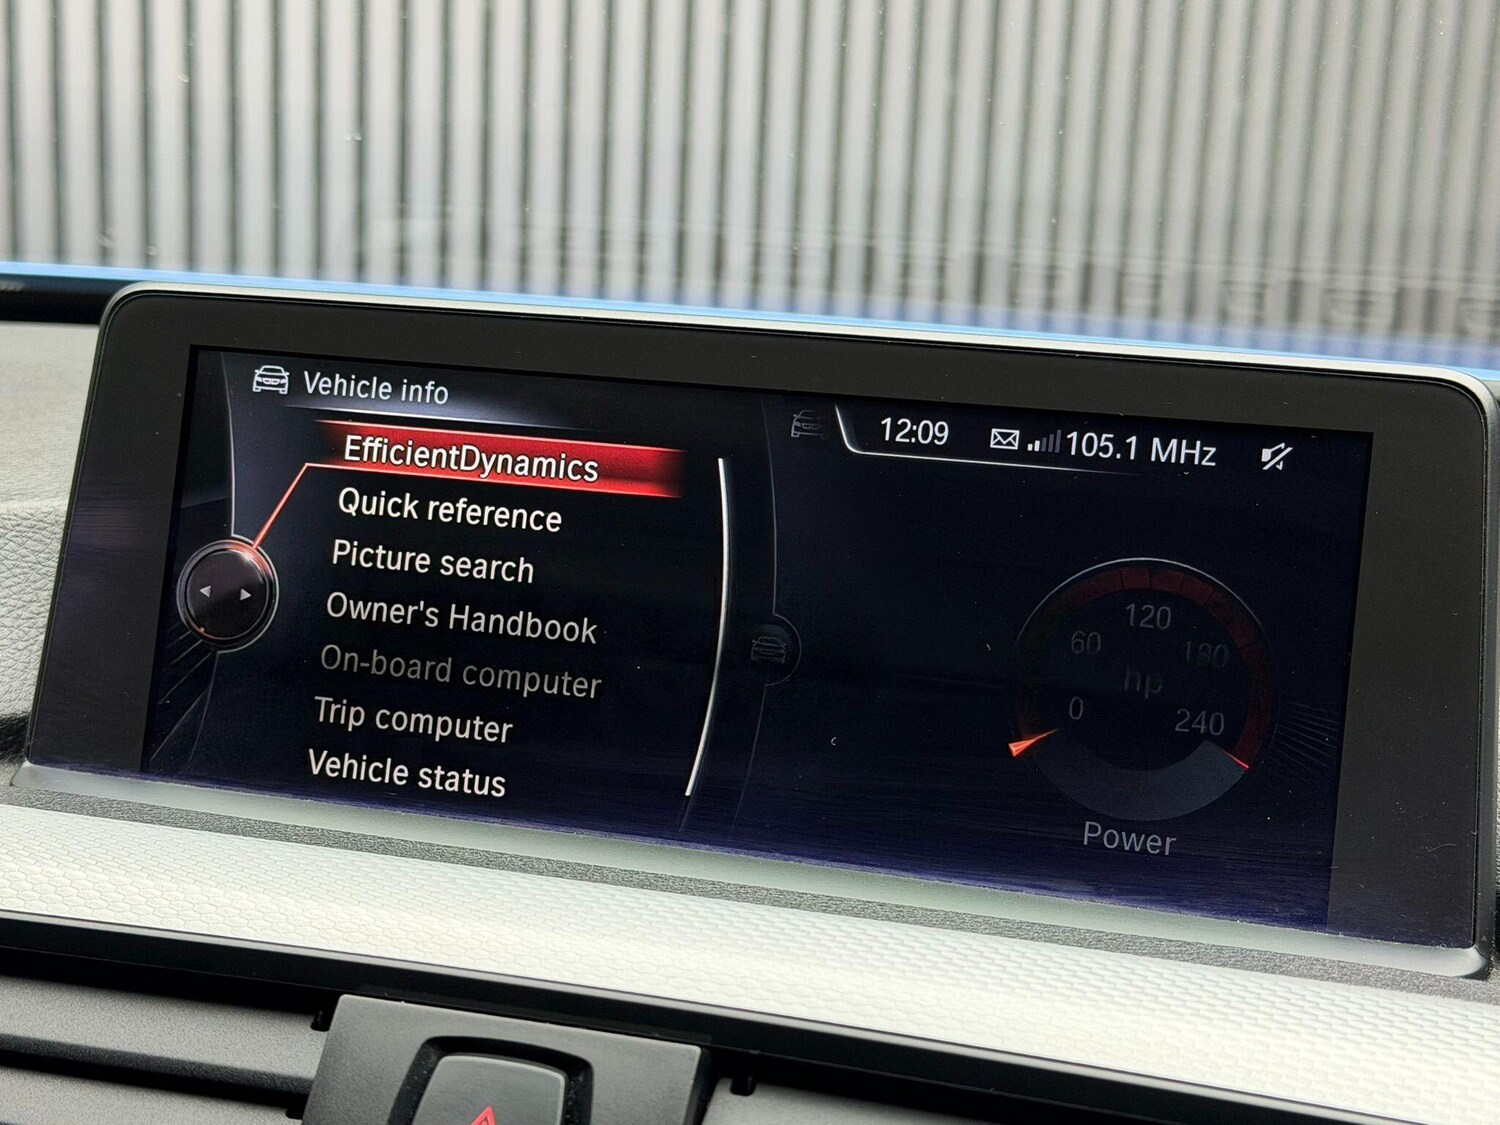 Vehicle info
12:09 105.1 MHz
EfficientDynamics
Quick reference
Picture search
Owner's Handbook
On-board computer
Trip computer
Vehicle status
120
60 180
hp
0 240
Power